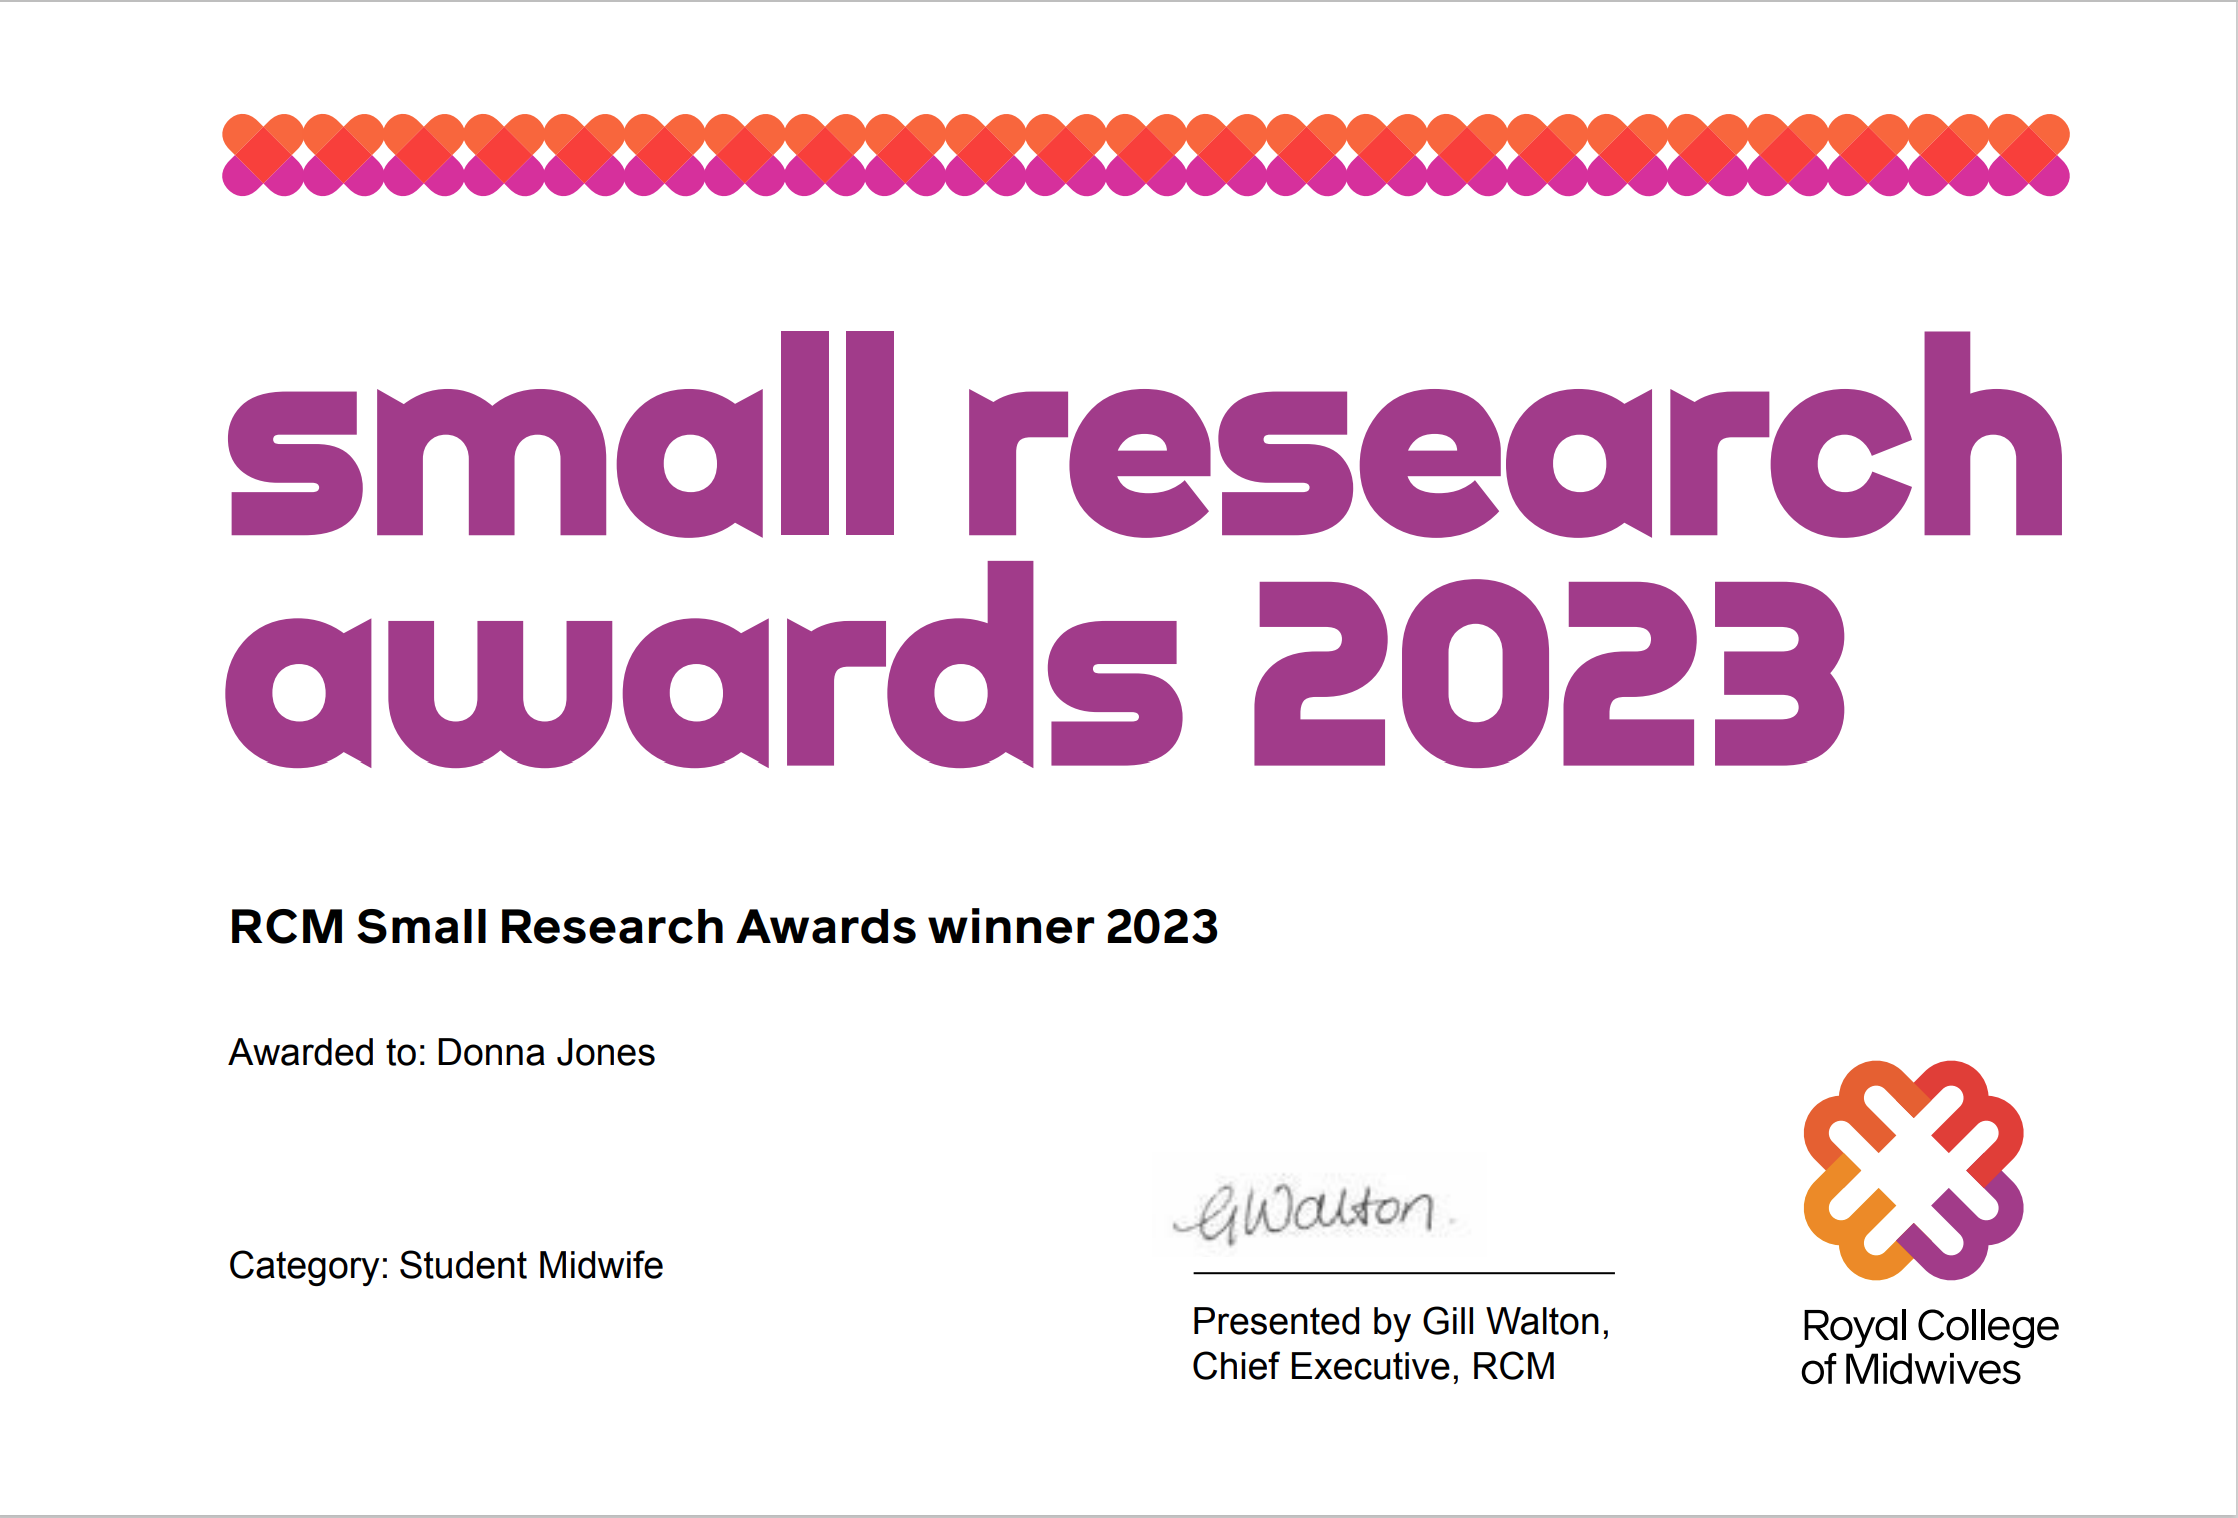 small research
awards 2023
RCM Small Research Awards winner 2023
Awarded to: Donna Jones
Category: Student Midwife
GWalton.
Presented by Gill Walton,
Chief Executive, RCM
Royal College
of Midwives